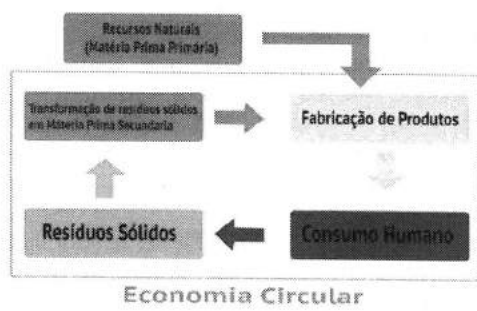 Recursos Naturais
(Matéria Prima Primária)
Transformação de resíduos sólidos
em Matéria Prima Secundaria
Fabricação de Produtos
Resíduos Sólidos
Consumo Humano
Economia Circular